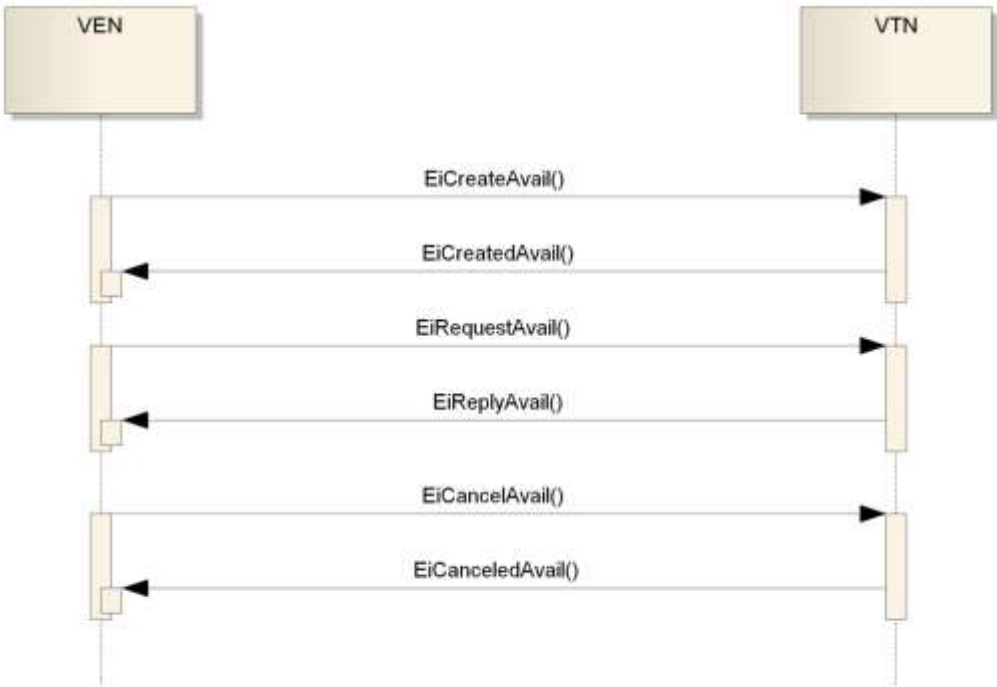 VEN
VTN
EiCreateAvail()
EiCreatedAvail()
EiRequestAvail()
EiReplyAvail()
EiCancelAvail()
EiCanceledAvail()